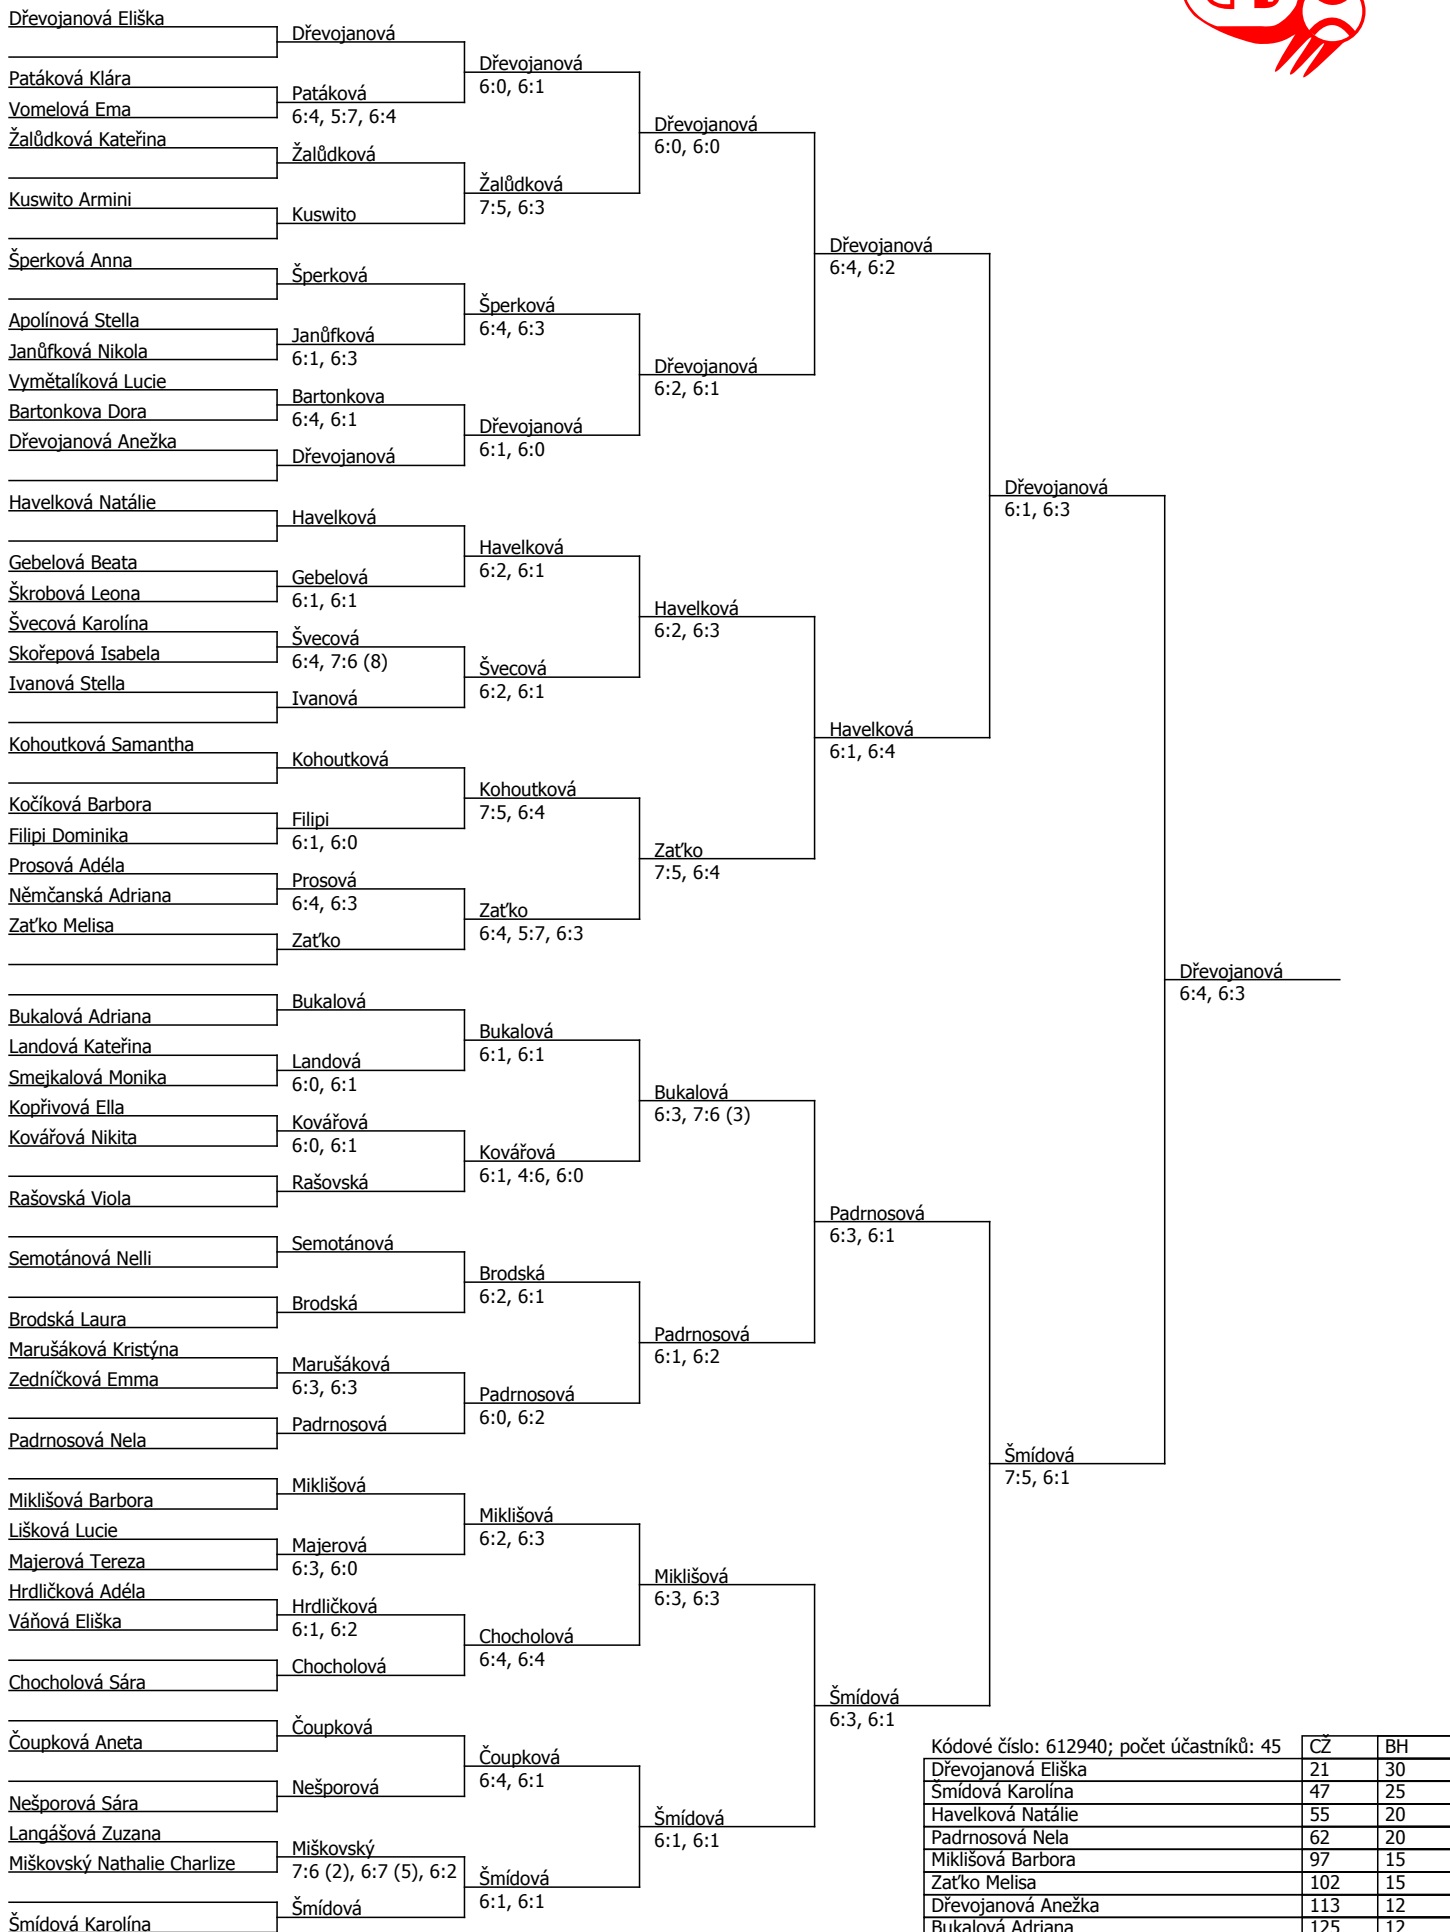 Dřevojanová Eliška
Patáková Klára
Vomelová Ema
Žalůdková Kateřina
Kuswito Armini
Šperková Anna
Apolínová Stella
Janůfková Nikola
Vymětalíková Lucie
Bartonkova Dora
Dřevojanová Anežka
Havelková Natálie
Gebelová Beata
Škrobová Leona
Švecová Karolína
Skořepová Isabela
Ivanová Stella
Kohoutková Samantha
Kočíková Barbora
Filipi Dominika
Prosová Adéla
Němčanská Adriana
Zaťko Melisa
Bukalová Adriana
Landová Kateřina
Smejkalová Monika
Kopřivová Ella
Kovářová Nikita
Rašovská Viola
Semotánová Nelli
Brodská Laura
Marušáková Kristýna
Zedníčková Emma
Padrnosová Nela
Miklišová Barbora
Lišková Lucie
Majerová Tereza
Hrdličková Adéla
Váňová Eliška
Chocholová Sára
Čoupková Aneta
Nešporová Sára
Langášová Zuzana
Miškovský Nathalie Charlize
Šmídová Karolína
Dřevojanová
Patáková
6:4, 5:7, 6:4
Žalůdková
Kuswito
Šperková
Janůfková
6:1, 6:3
Bartonkova
6:4, 6:1
Dřevojanová
Havelková
Gebelová
6:1, 6:1
Švecová
6:4, 7:6 (8)
Ivanová
Kohoutková
Filipi
6:1, 6:0
Prosová
6:4, 6:3
Zaťko
Bukalová
Landová
6:0, 6:1
Kovářová
6:0, 6:1
Rašovská
Semotánová
Brodská
Marušáková
6:3, 6:3
Padrnosová
Miklišová
Majerová
6:3, 6:0
Hrdličková
6:1, 6:2
Chocholová
Čoupková
Nešporová
Miškovský
7:6 (2), 6:7 (5), 6:2
Šmídová
Dřevojanová
6:0, 6:1
Žalůdková
7:5, 6:3
Šperková
6:4, 6:3
Dřevojanová
6:1, 6:0
Havelková
6:2, 6:1
Švecová
6:2, 6:1
Kohoutková
7:5, 6:4
Zaťko
6:4, 5:7, 6:3
Bukalová
6:1, 6:1
Kovářová
6:1, 4:6, 6:0
Brodská
6:2, 6:1
Padrnosová
6:0, 6:2
Miklišová
6:2, 6:3
Chocholová
6:4, 6:4
Čoupková
6:4, 6:1
Šmídová
6:1, 6:1
Dřevojanová
6:0, 6:0
Dřevojanová
6:2, 6:1
Havelková
6:2, 6:3
Zaťko
7:5, 6:4
Bukalová
6:3, 7:6 (3)
Padrnosová
6:1, 6:2
Miklišová
6:3, 6:3
Šmídová
6:1, 6:1
Dřevojanová
6:4, 6:2
Havelková
6:1, 6:4
Padrnosová
6:3, 6:1
Šmídová
6:3, 6:1
Dřevojanová
6:1, 6:3
Šmídová
7:5, 6:1
Dřevojanová
6:4, 6:3
Kódové číslo: 612940; počet účastníků: 45 CŽ BH
Dřevojanová Eliška 21 30
Šmídová Karolína 47 25
Havelková Natálie 55 20
Padrnosová Nela 62 20
Miklišová Barbora 97 15
Zaťko Melisa 102 15
Dřevojanová Anežka 113 12
Bukalová Adriana 125 12